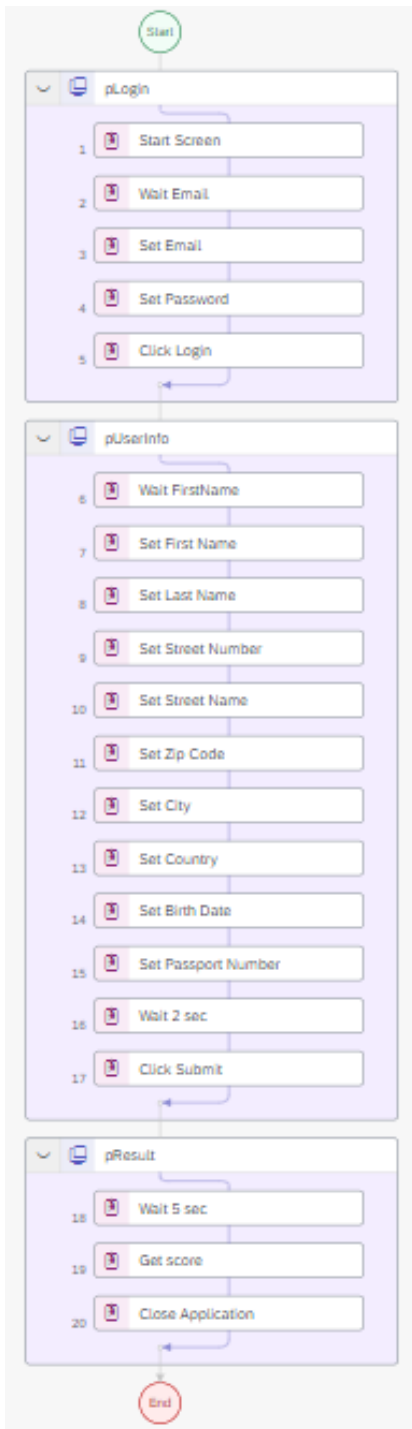 Start
pLogin
1 Start Screen
2 Wait Email
3 Set Email
4 Set Password
5 Click Login
pUserInfo
6 Wait FirstName
7 Set First Name
8 Set Last Name
9 Set Street Number
10 Set Street Name
11 Set Zip Code
12 Set City
13 Set Country
14 Set Birth Date
15 Set Passport Number
16 Wait 2 sec
17 Click Submit
pResult
18 Wait 5 sec
19 Get score
20 Close Application
End